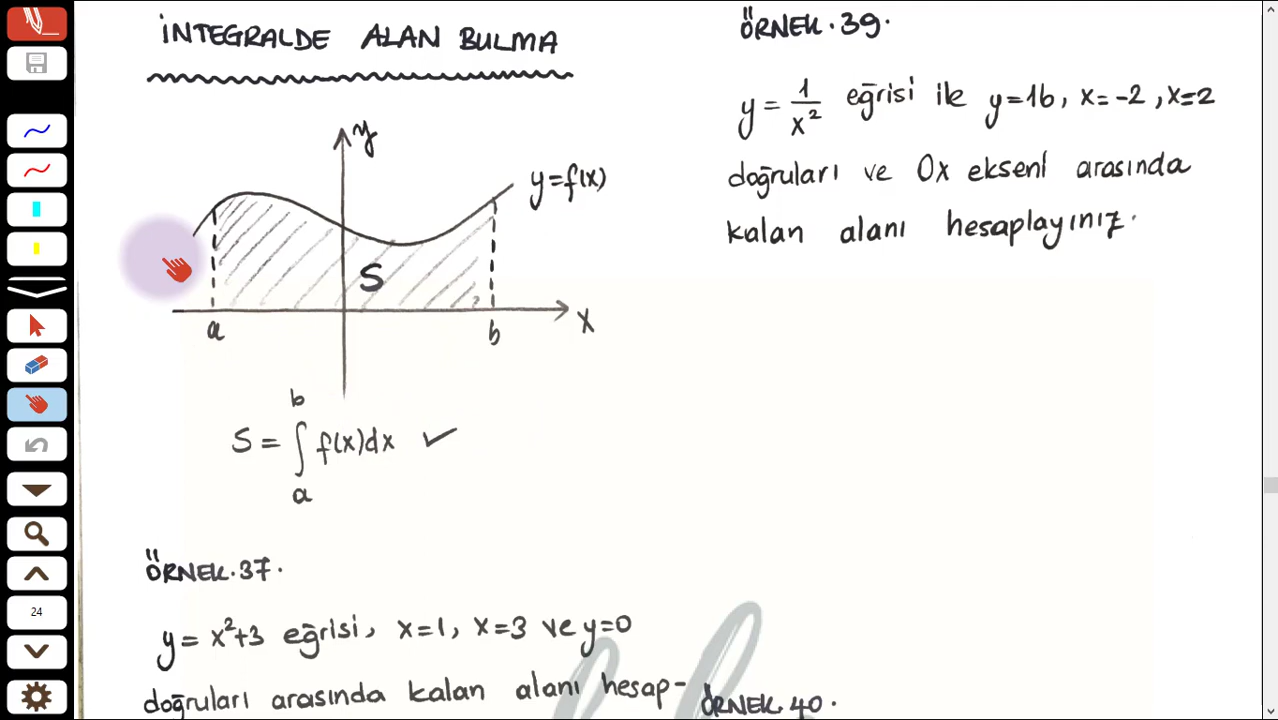 İNTEGRALDE ALAN BULMA
y
y=f(x)
S
a
b
x
b
S = ∫ f(x)dx ✓
a
ÖRNEK.37.
y = x²+3 eğrisi, x=1, x=3 ve y=0
doğruları arasında kalan alanı hesap-
ÖRNEK.39.
y = 1/x² eğrisi ile y=16, x=-2, x=2
doğruları ve Ox ekseni arasında
kalan alanı hesaplayınız.
ÖRNEK.40.
24